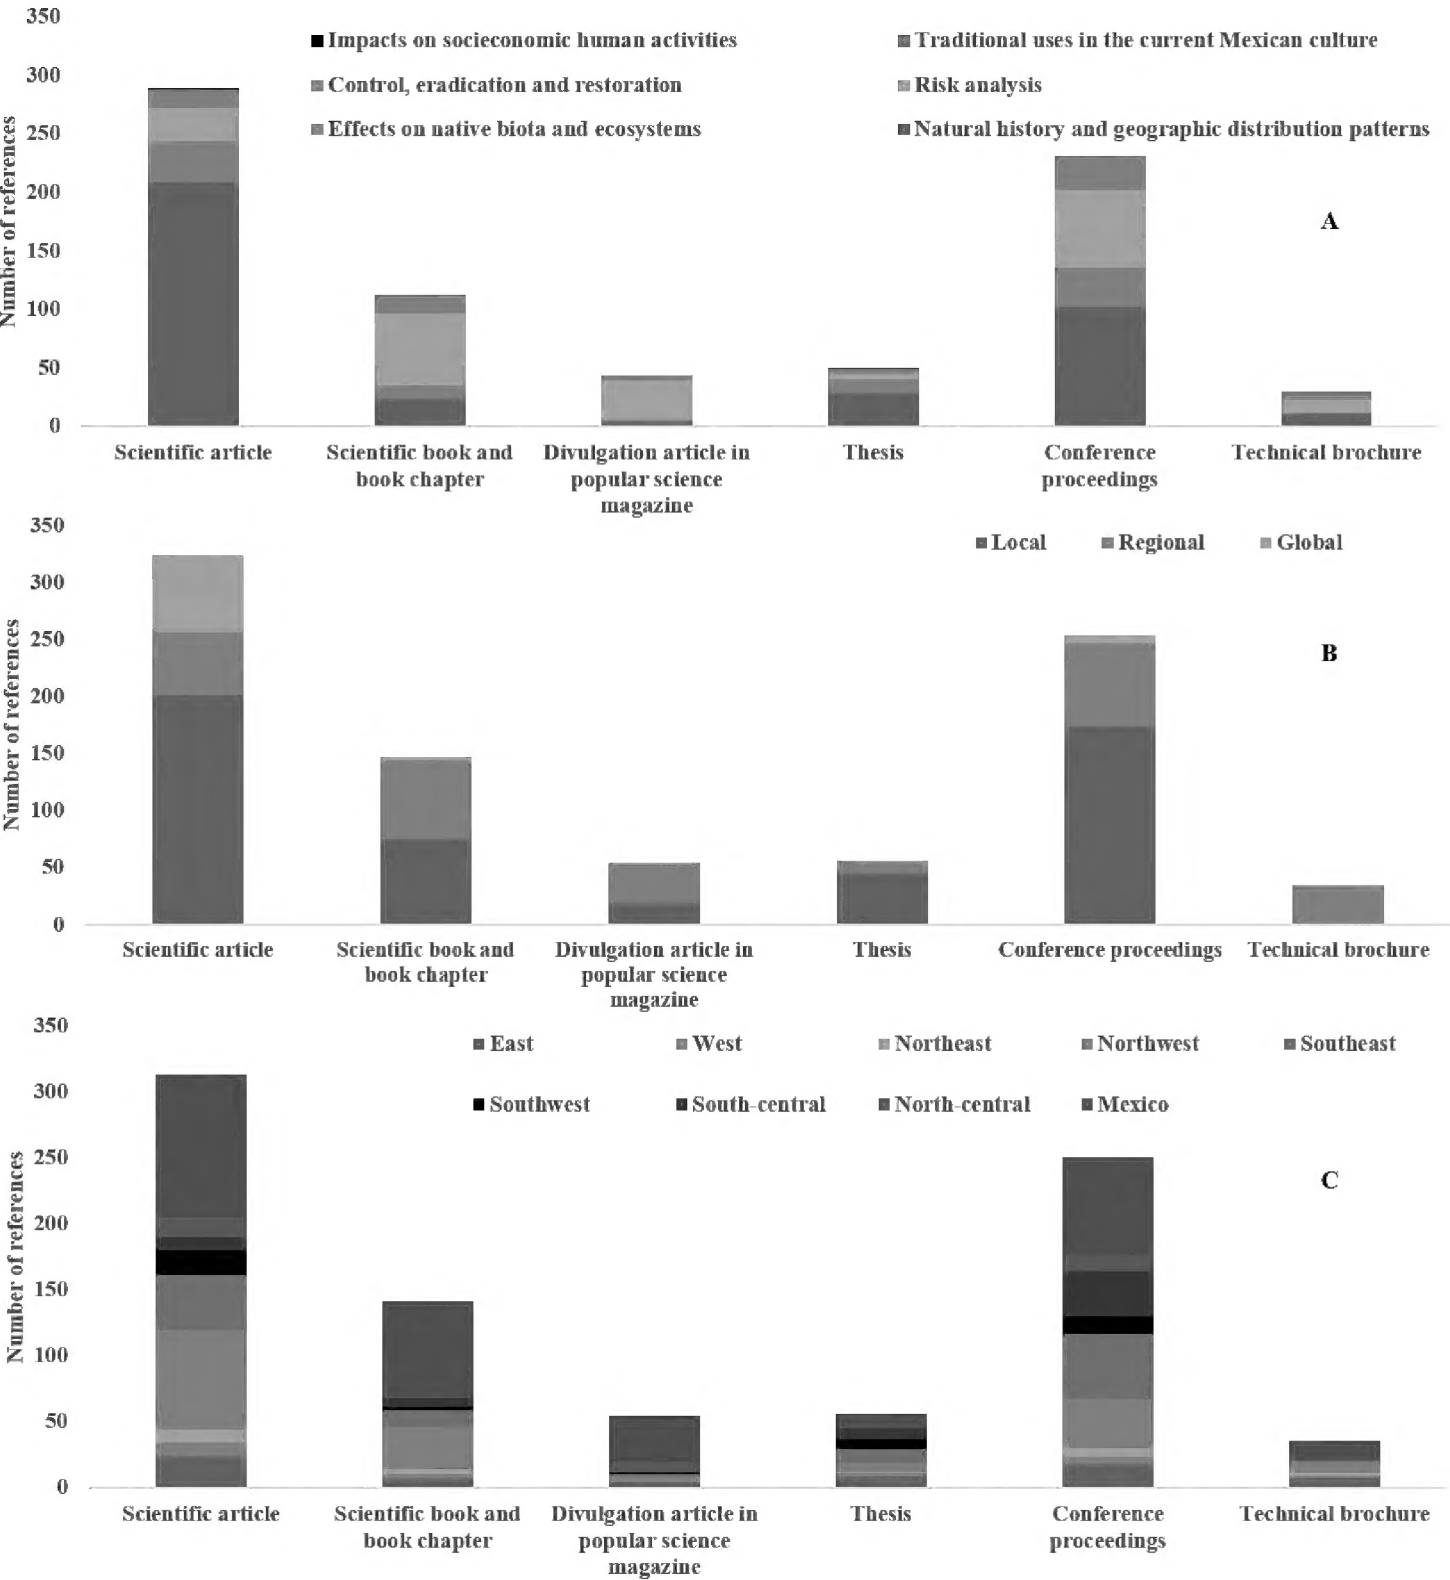 350
300
250
200
150
100
50
0
Number of references
Impacts on socieconomic human activities
Traditional uses in the current Mexican culture
Control, eradication and restoration
Risk analysis
Effects on native biota and ecosystems
Natural history and geographic distribution patterns
A
Scientific article
Scientific book and
book chapter
Divulgation article in
popular science
magazine
Thesis
Conference
proceedings
Technical brochure
350
300
250
200
150
100
50
0
Number of references
Local
Regional
Global
B
Scientific article
Scientific book and
book chapter
Divulgation article in
popular science
magazine
Thesis
Conference proceedings
Technical brochure
350
300
250
200
150
100
50
0
Number of references
East
West
Northeast
Northwest
Southeast
Southwest
South-central
North-central
Mexico
C
Scientific article
Scientific book and
book chapter
Divulgation article in
popular science
magazine
Thesis
Conference
proceedings
Technical brochure